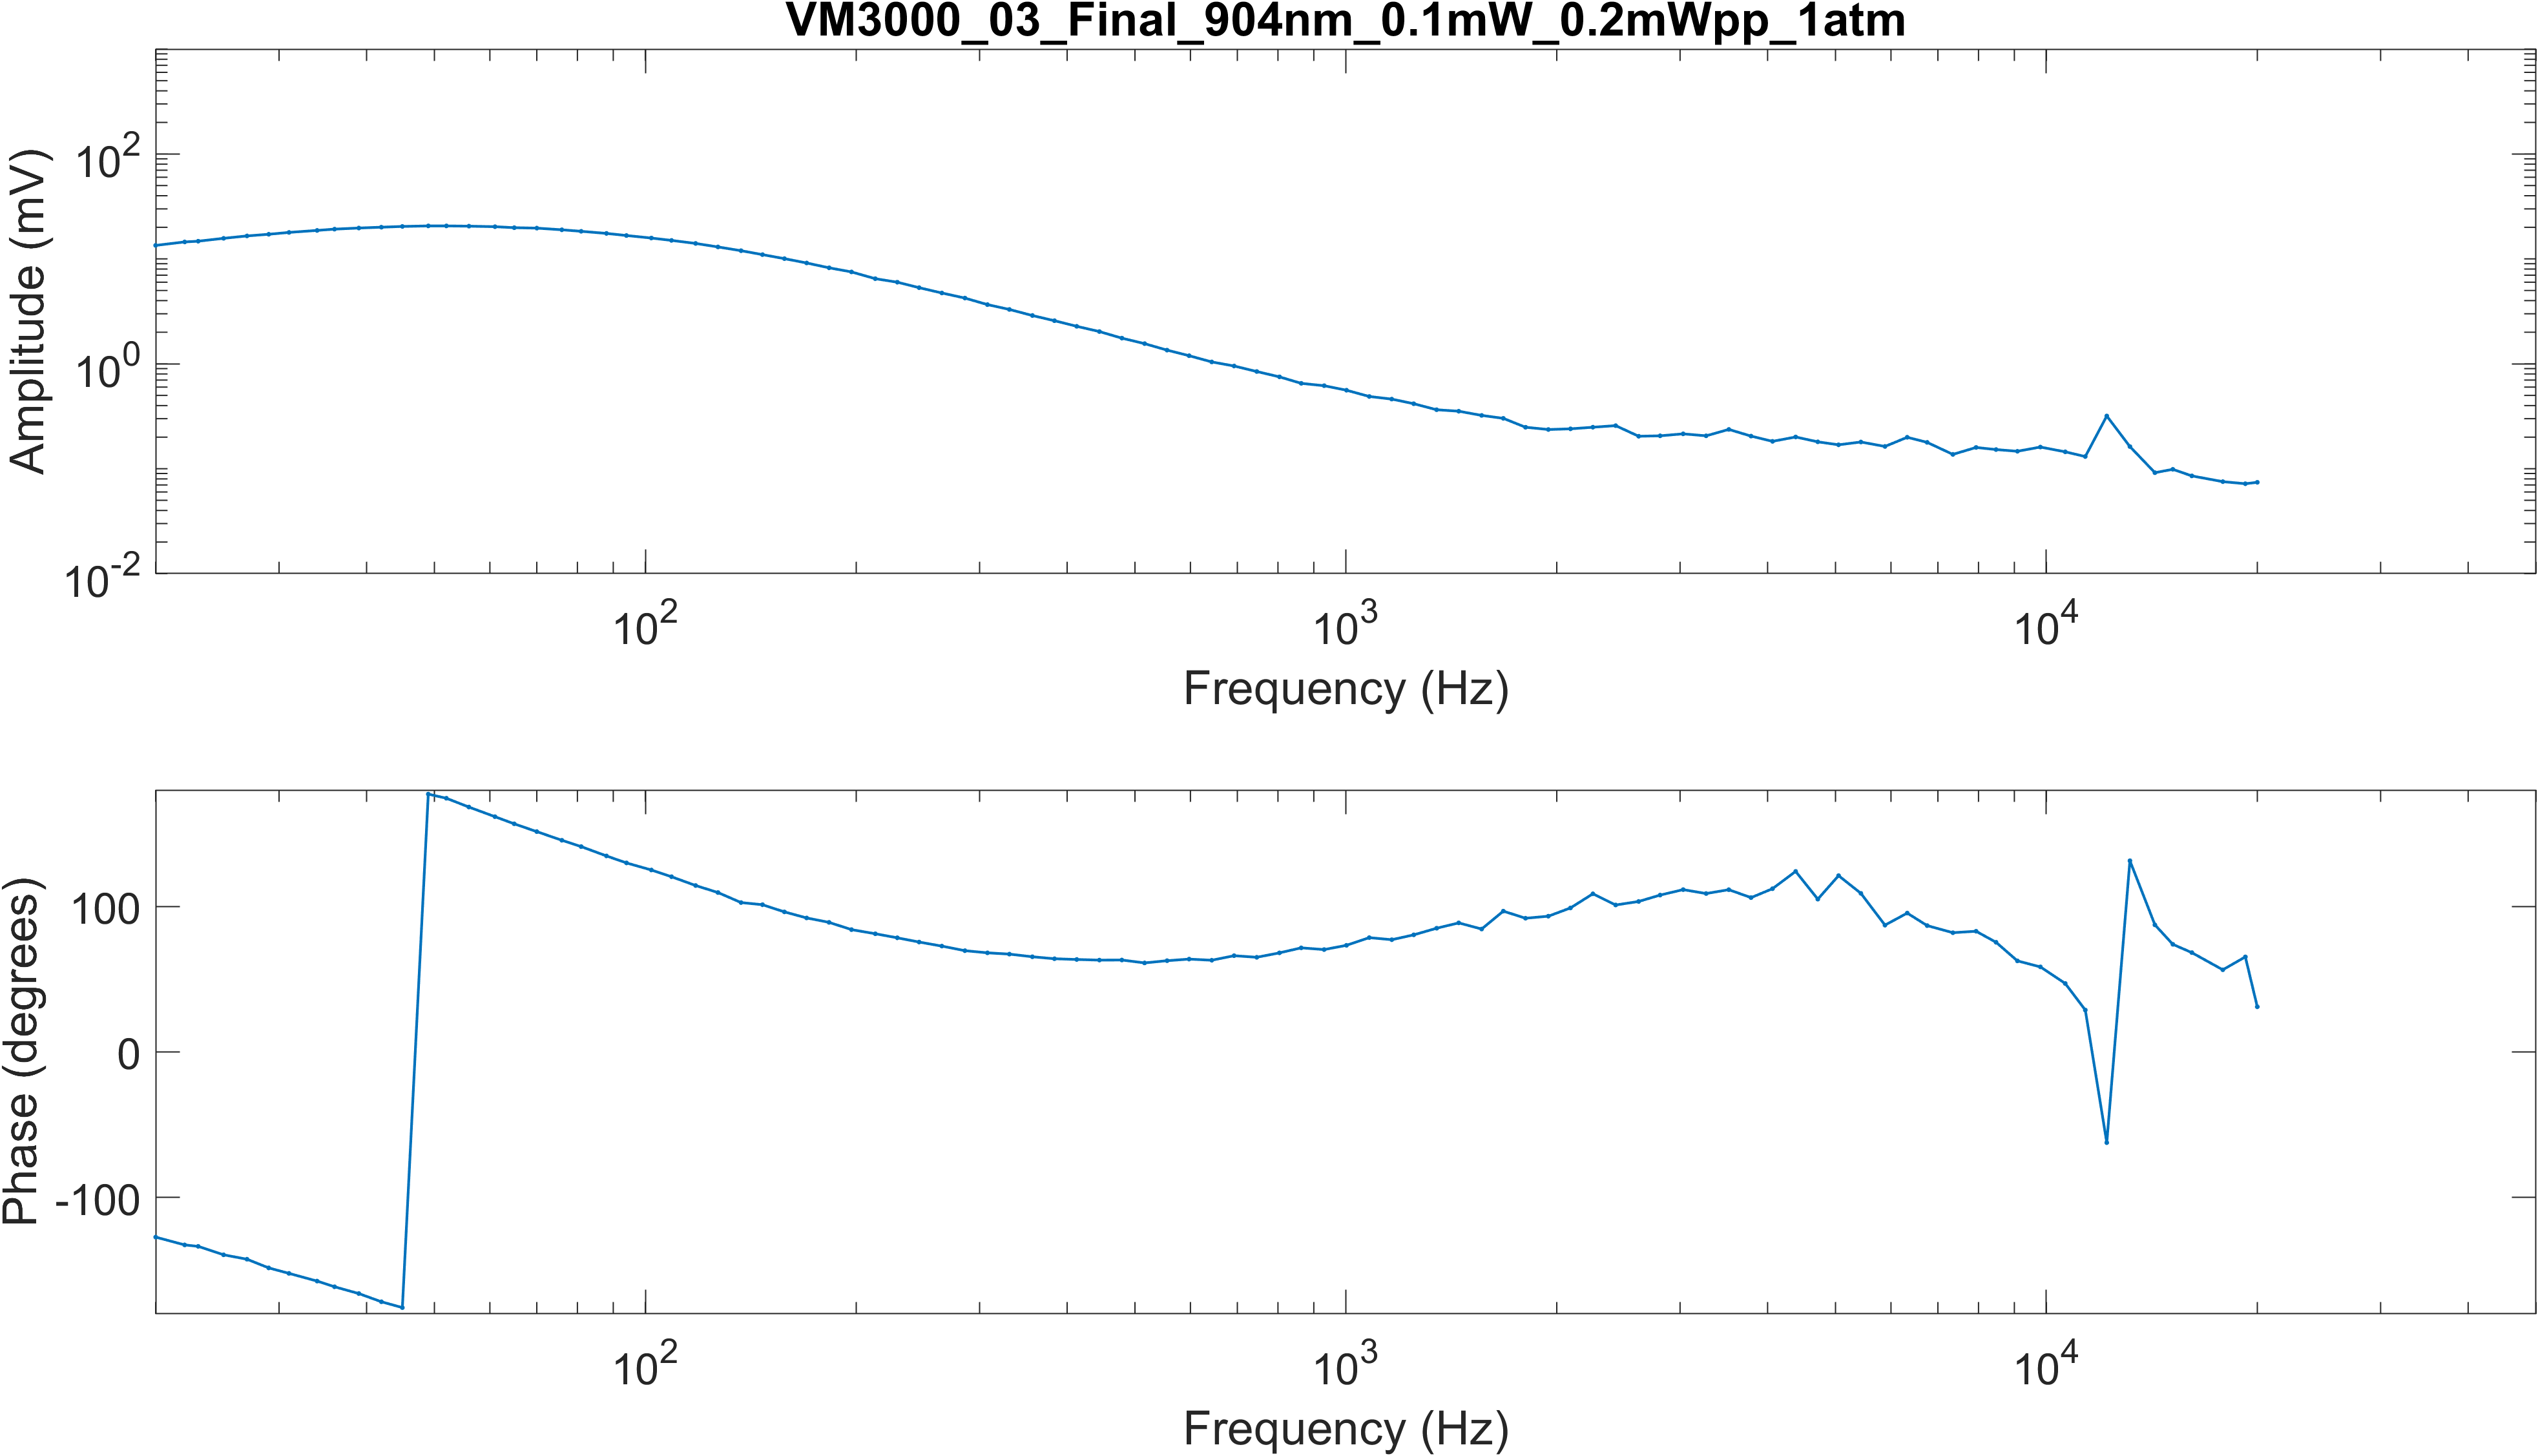 VM3000_03_Final_904nm_0.1mW_0.2mWpp_1atm
Amplitude (mV)
10^2
10^0
10^-2
10^2
10^3
10^4
Frequency (Hz)
Phase (degrees)
100
0
-100
10^2
10^3
10^4
Frequency (Hz)